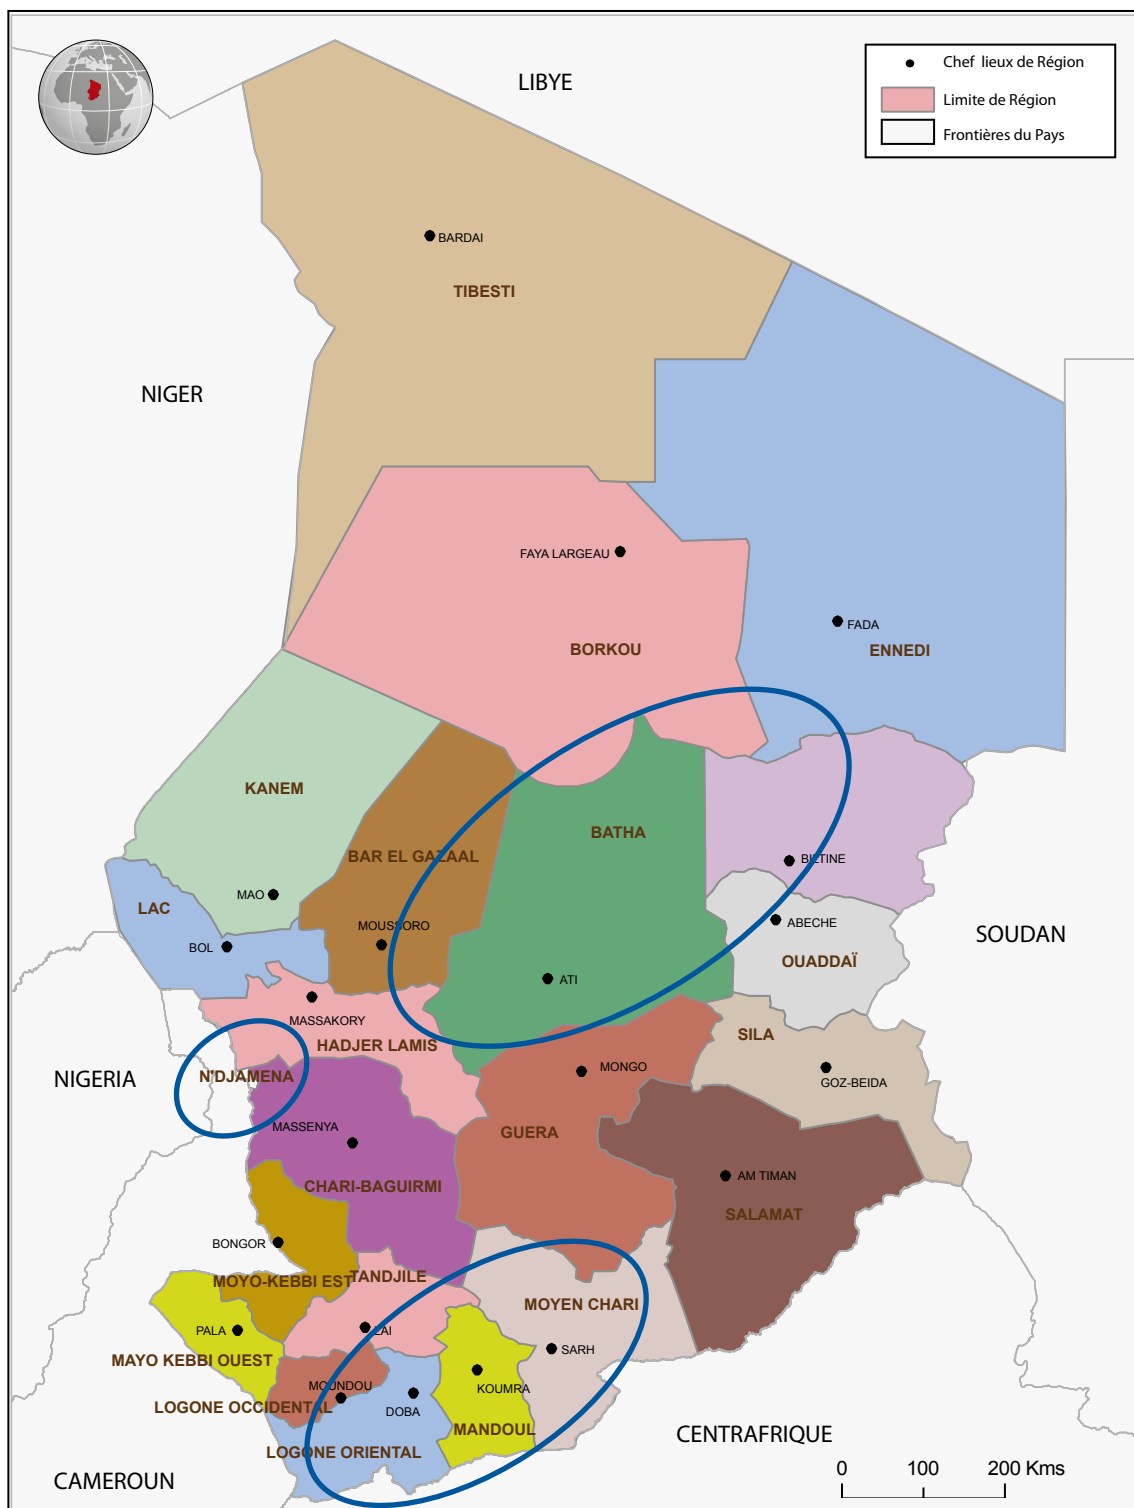 LIBYE
Chef lieux de Région
Limite de Région
Frontières du Pays
BARDAI
TIBESTI
NIGER
FAYA LARGEAU
FADA
BORKOU
ENNEDI
KANEM
BATHA
BAR EL GAZAAL
BILTINE
MAO
LAC
ABECHE
MOUSSORO
BOL
SOUDAN
OUADDAÏ
ATI
MASSAKORY
SILA
HADJER LAMIS
MONGO
N'DJAMENA
NIGERIA
GOZ-BEIDA
MASSENYA
GUERA
AM TIMAN
CHARI-BAGUIRMI
SALAMAT
BONGOR
TANDJILE
MOYO-KEBBI EST
MOYEN CHARI
PALA
LAI
SARH
MAYO KEBBI OUEST
MOUNDOU
KOUMRA
LOGONE OCCIDENTAL
DOBA
MANDOUL
CENTRAFRIQUE
LOGONE ORIENTAL
CAMEROUN
0 100 200 Kms